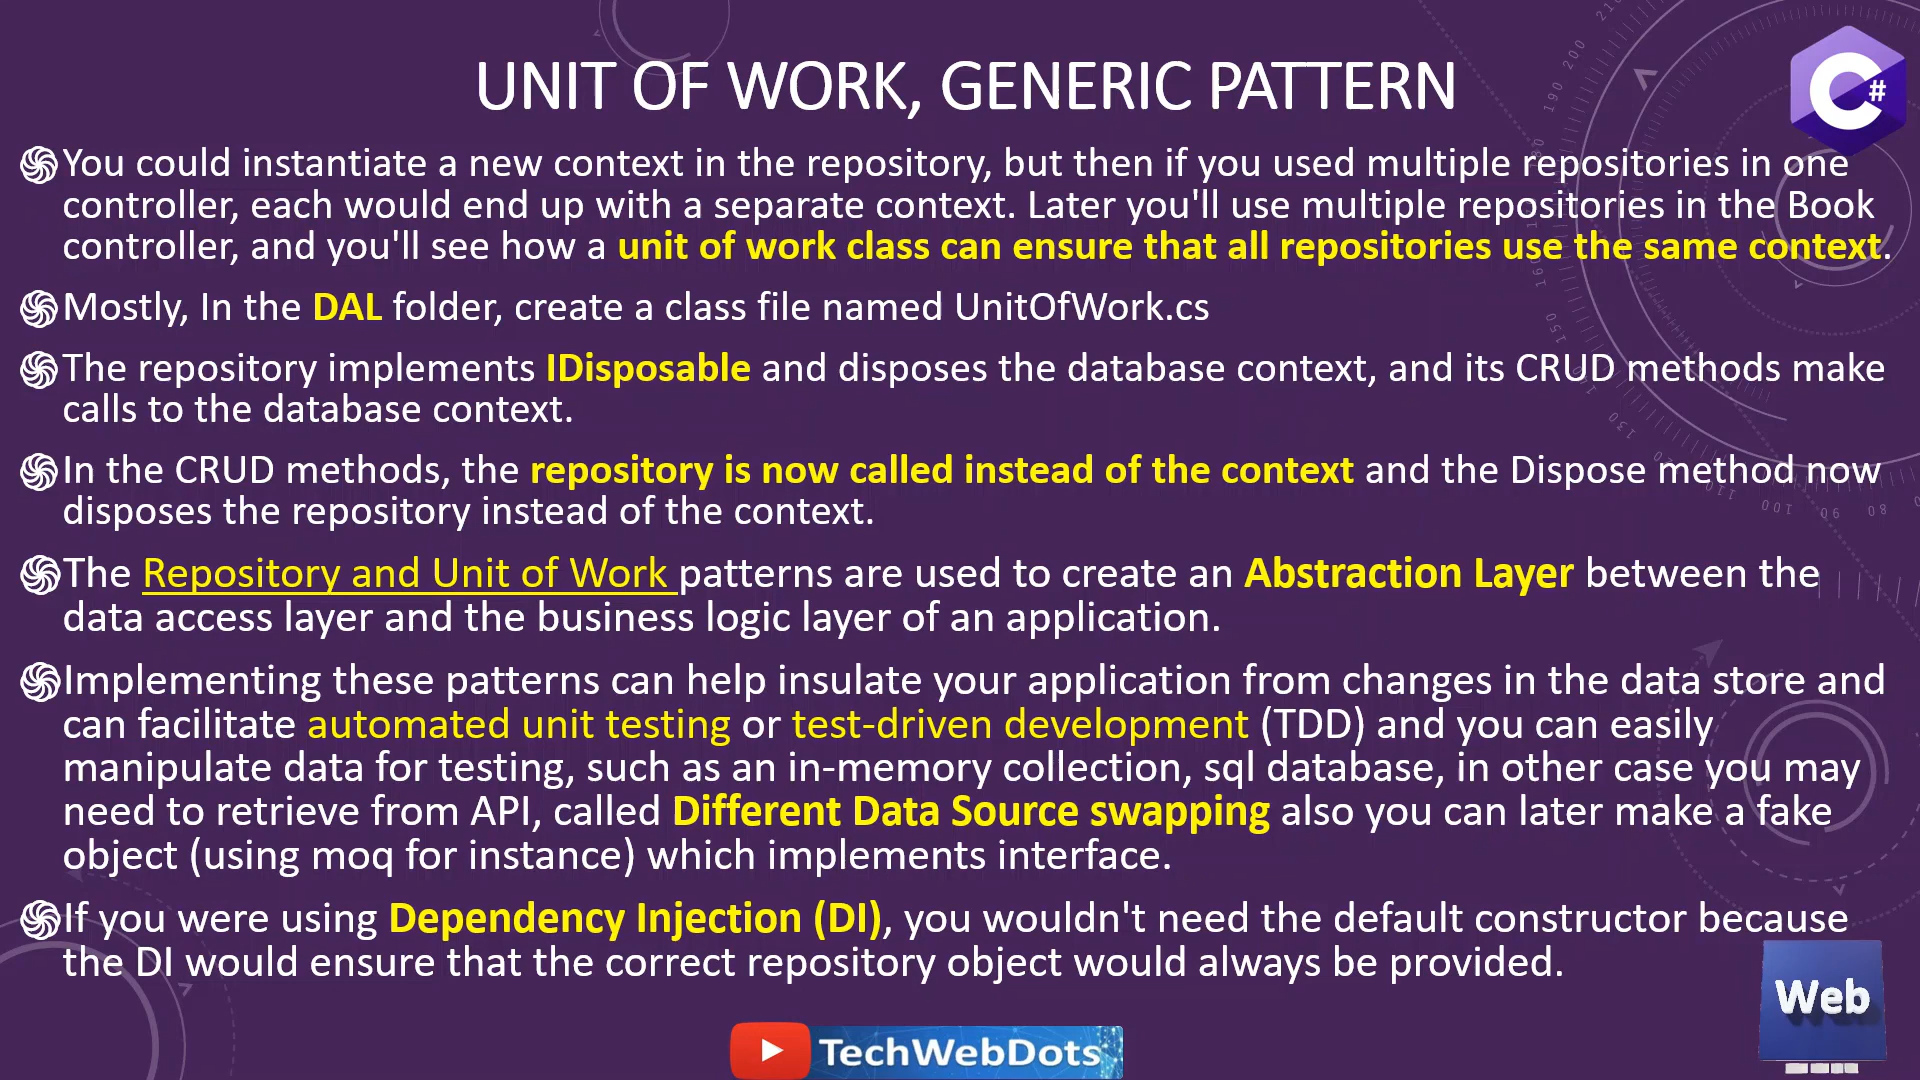 UNIT OF WORK, GENERIC PATTERN
C#
You could instantiate a new context in the repository, but then if you used multiple repositories in one
controller, each would end up with a separate context. Later you'll use multiple repositories in the Book
controller, and you'll see how a unit of work class can ensure that all repositories use the same context.
Mostly, In the DAL folder, create a class file named UnitOfWork.cs
The repository implements IDisposable and disposes the database context, and its CRUD methods make
calls to the database context.
In the CRUD methods, the repository is now called instead of the context and the Dispose method now
disposes the repository instead of the context.
The Repository and Unit of Work patterns are used to create an Abstraction Layer between the
data access layer and the business logic layer of an application.
Implementing these patterns can help insulate your application from changes in the data store and
can facilitate automated unit testing or test-driven development (TDD) and you can easily
manipulate data for testing, such as an in-memory collection, sql database, in other case you may
need to retrieve from API, called Different Data Source swapping also you can later make a fake
object (using moq for instance) which implements interface.
If you were using Dependency Injection (DI), you wouldn't need the default constructor because
the DI would ensure that the correct repository object would always be provided.
Web
TechWebDots